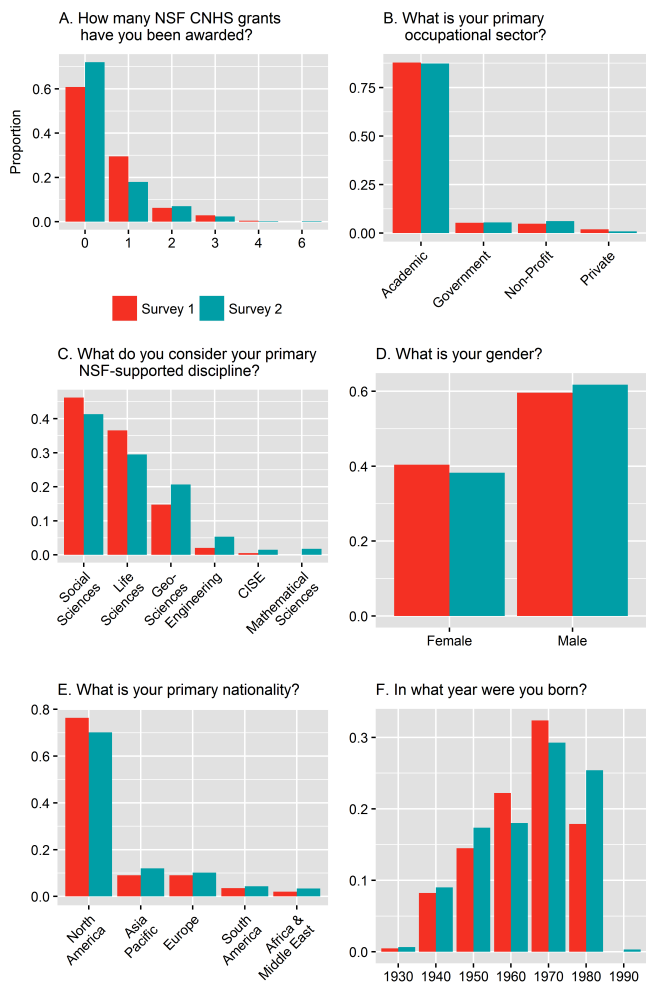 A. How many NSF CNHS grants
have you been awarded?
Proportion
0.6
0.4
0.2
0.0
0 1 2 3 4 6
Survey 1 Survey 2
B. What is your primary
occupational sector?
0.75
0.50
0.25
0.00
Academic
Government
Non-Profit
Private
C. What do you consider your primary
NSF-supported discipline?
0.4
0.3
0.2
0.1
0.0
Social
Sciences
Life
Sciences
Geo-
Sciences
Engineering
CISE
Mathematical
Sciences
D. What is your gender?
0.6
0.4
0.2
0.0
Female Male
E. What is your primary nationality?
0.8
0.6
0.4
0.2
0.0
North
America
Asia
Pacific
Europe
South
America
Africa &
Middle East
F. In what year were you born?
0.3
0.2
0.1
0.0
1930 1940 1950 1960 1970 1980 1990